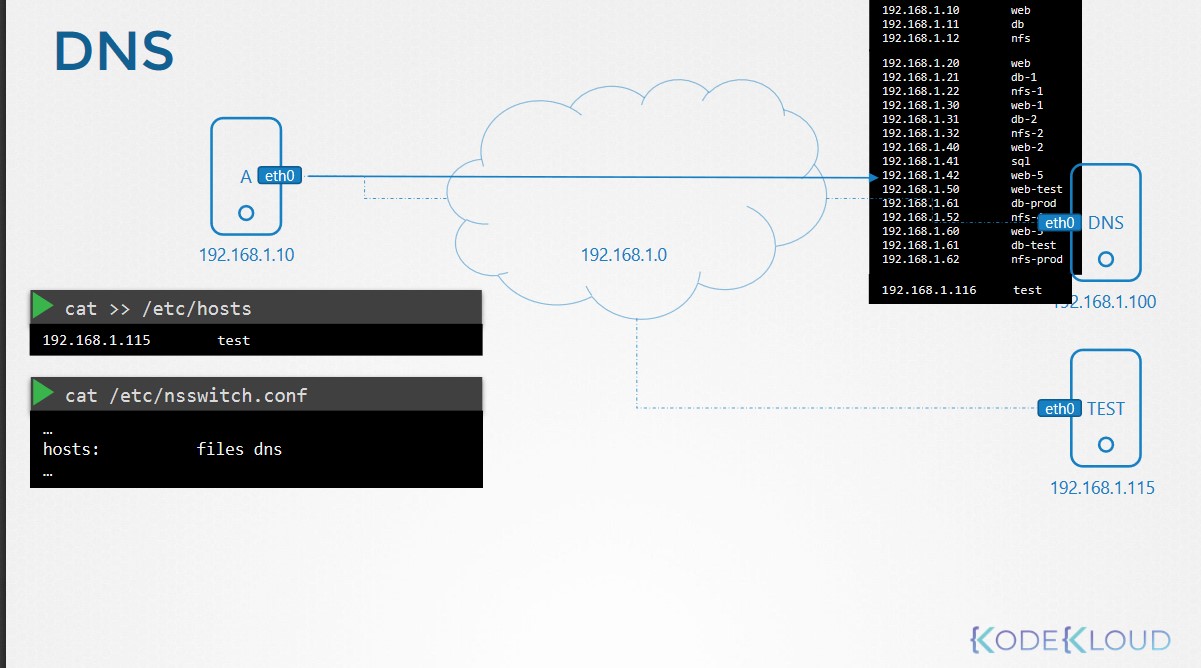 DNS
192.168.1.10 web
192.168.1.11 db
192.168.1.12 nfs
192.168.1.20 web
192.168.1.21 db-1
192.168.1.22 nfs-1
192.168.1.30 web-1
192.168.1.31 db-2
192.168.1.32 nfs-2
192.168.1.40 web-2
192.168.1.41 sql
192.168.1.42 web-5
192.168.1.50 web-test
192.168.1.61 db-prod
192.168.1.52 nfs-
192.168.1.60 web-3
192.168.1.61 db-test
192.168.1.62 nfs-prod
192.168.1.116 test
A eth0
192.168.1.10
192.168.1.0
eth0 DNS
192.168.1.100
cat >> /etc/hosts
192.168.1.115 test
cat /etc/nsswitch.conf
…
hosts: files dns
…
eth0 TEST
192.168.1.115
KODEKLOUD